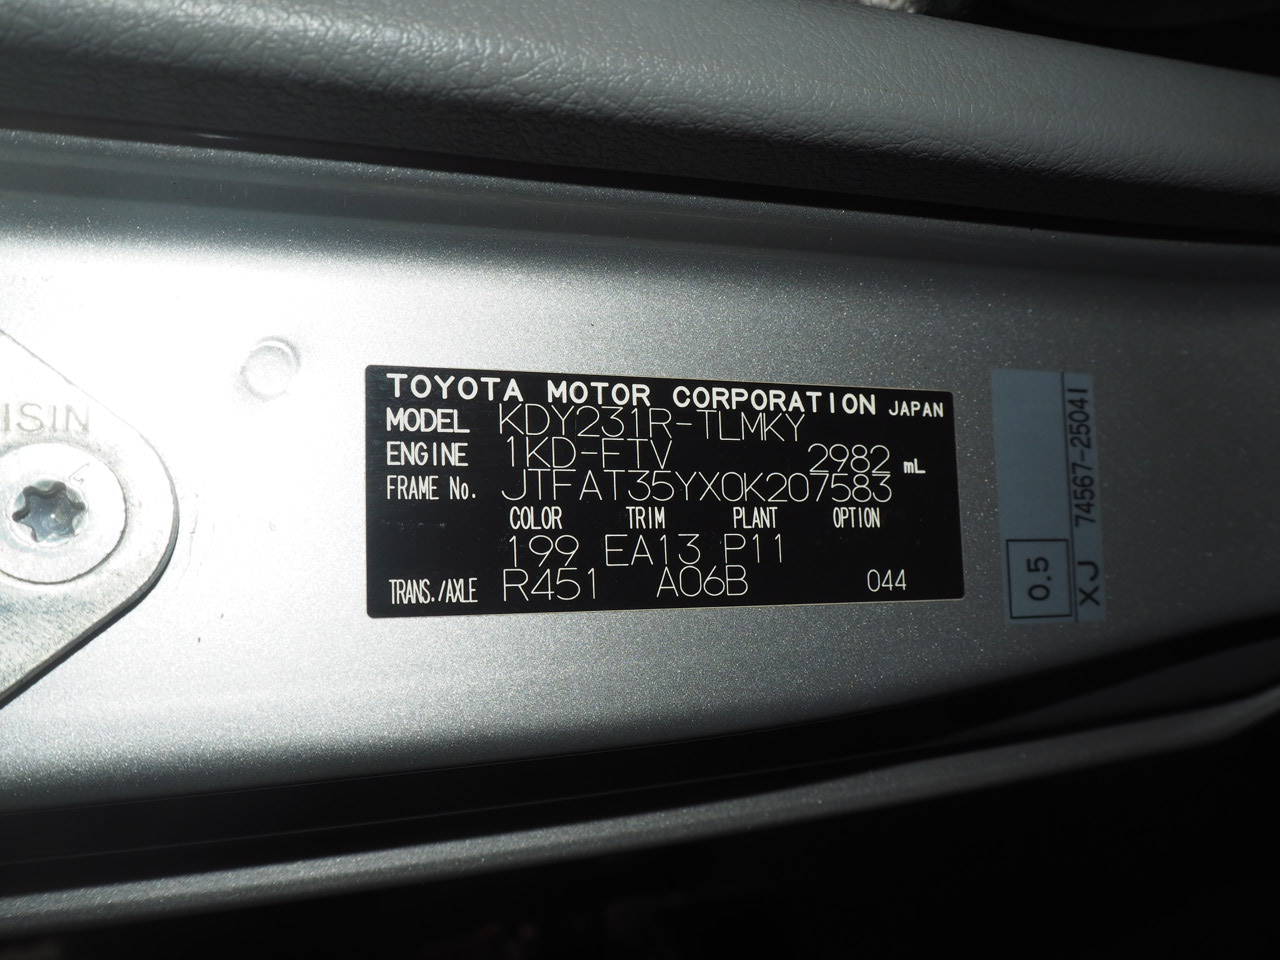 TOYOTA MOTOR CORPORATION JAPAN
MODEL KDY231R-TLMKY
ENGINE 1KD-FTV 2982 mL
FRAME No. JTFAT35YX0K207583
COLOR TRIM PLANT OPTION
199 EA13 P11
TRANS./AXLE R451 A06B 044
74567-25041
0.5
XJ
ISIN